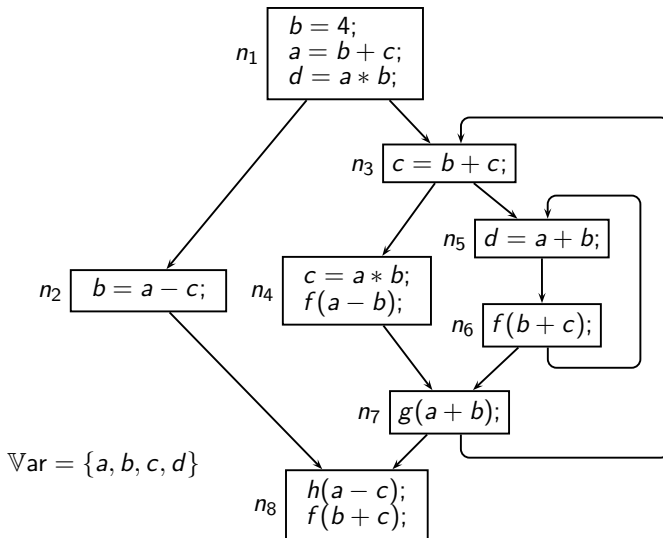 n1
b = 4;
a = b + c;
d = a ∗ b;
n3
c = b + c;
n5
d = a + b;
n2
b = a − c;
n4
c = a ∗ b;
f(a − b);
n6
f(b + c);
n7
g(a + b);
𝕍ar = {a, b, c, d}
n8
h(a − c);
f(b + c);